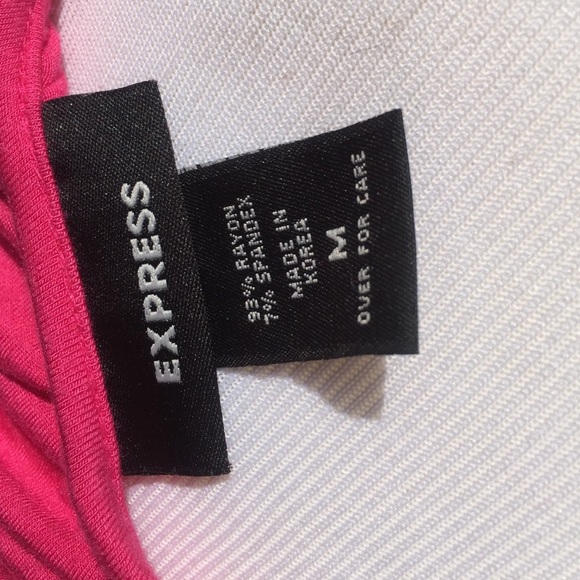 EXPRESS
93% RAYON
7% SPANDEX
MADE IN
KOREA
M
OVER FOR CARE